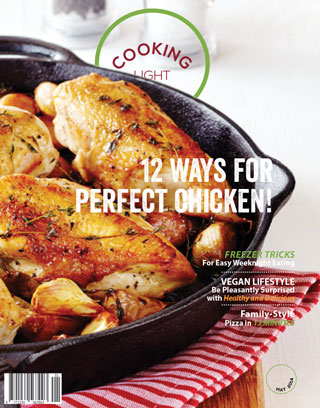 COOKING
LIGHT
12 WAYS FOR
PERFECT CHICKEN!
FREEZER TRICKS
For Easy Weeknight Eating
VEGAN LIFESTYLE
Be Pleasantly Surprised
with Healthy and Delicious
Family-Style
Pizza in 15 Minutes